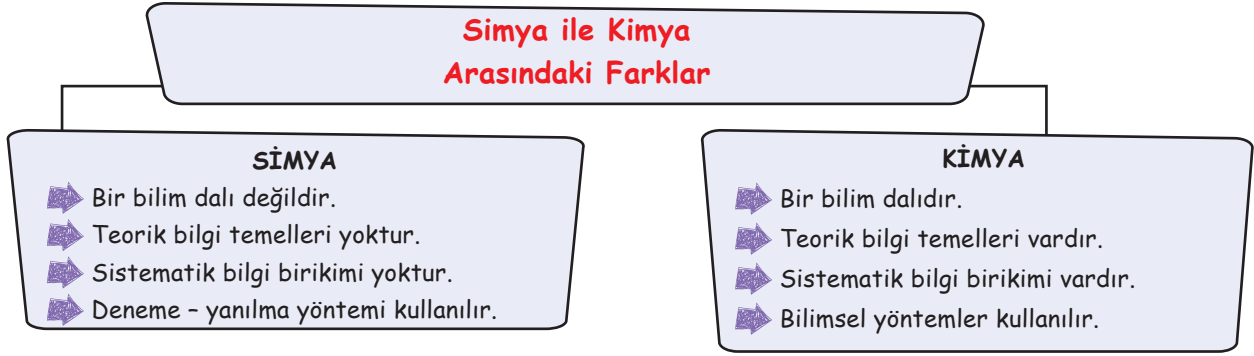 Simya ile Kimya
Arasındaki Farklar
SİMYA
Bir bilim dalı değildir.
Teorik bilgi temelleri yoktur.
Sistematik bilgi birikimi yoktur.
Deneme – yanılma yöntemi kullanılır.
KİMYA
Bir bilim dalıdır.
Teorik bilgi temelleri vardır.
Sistematik bilgi birikimi vardır.
Bilimsel yöntemler kullanılır.